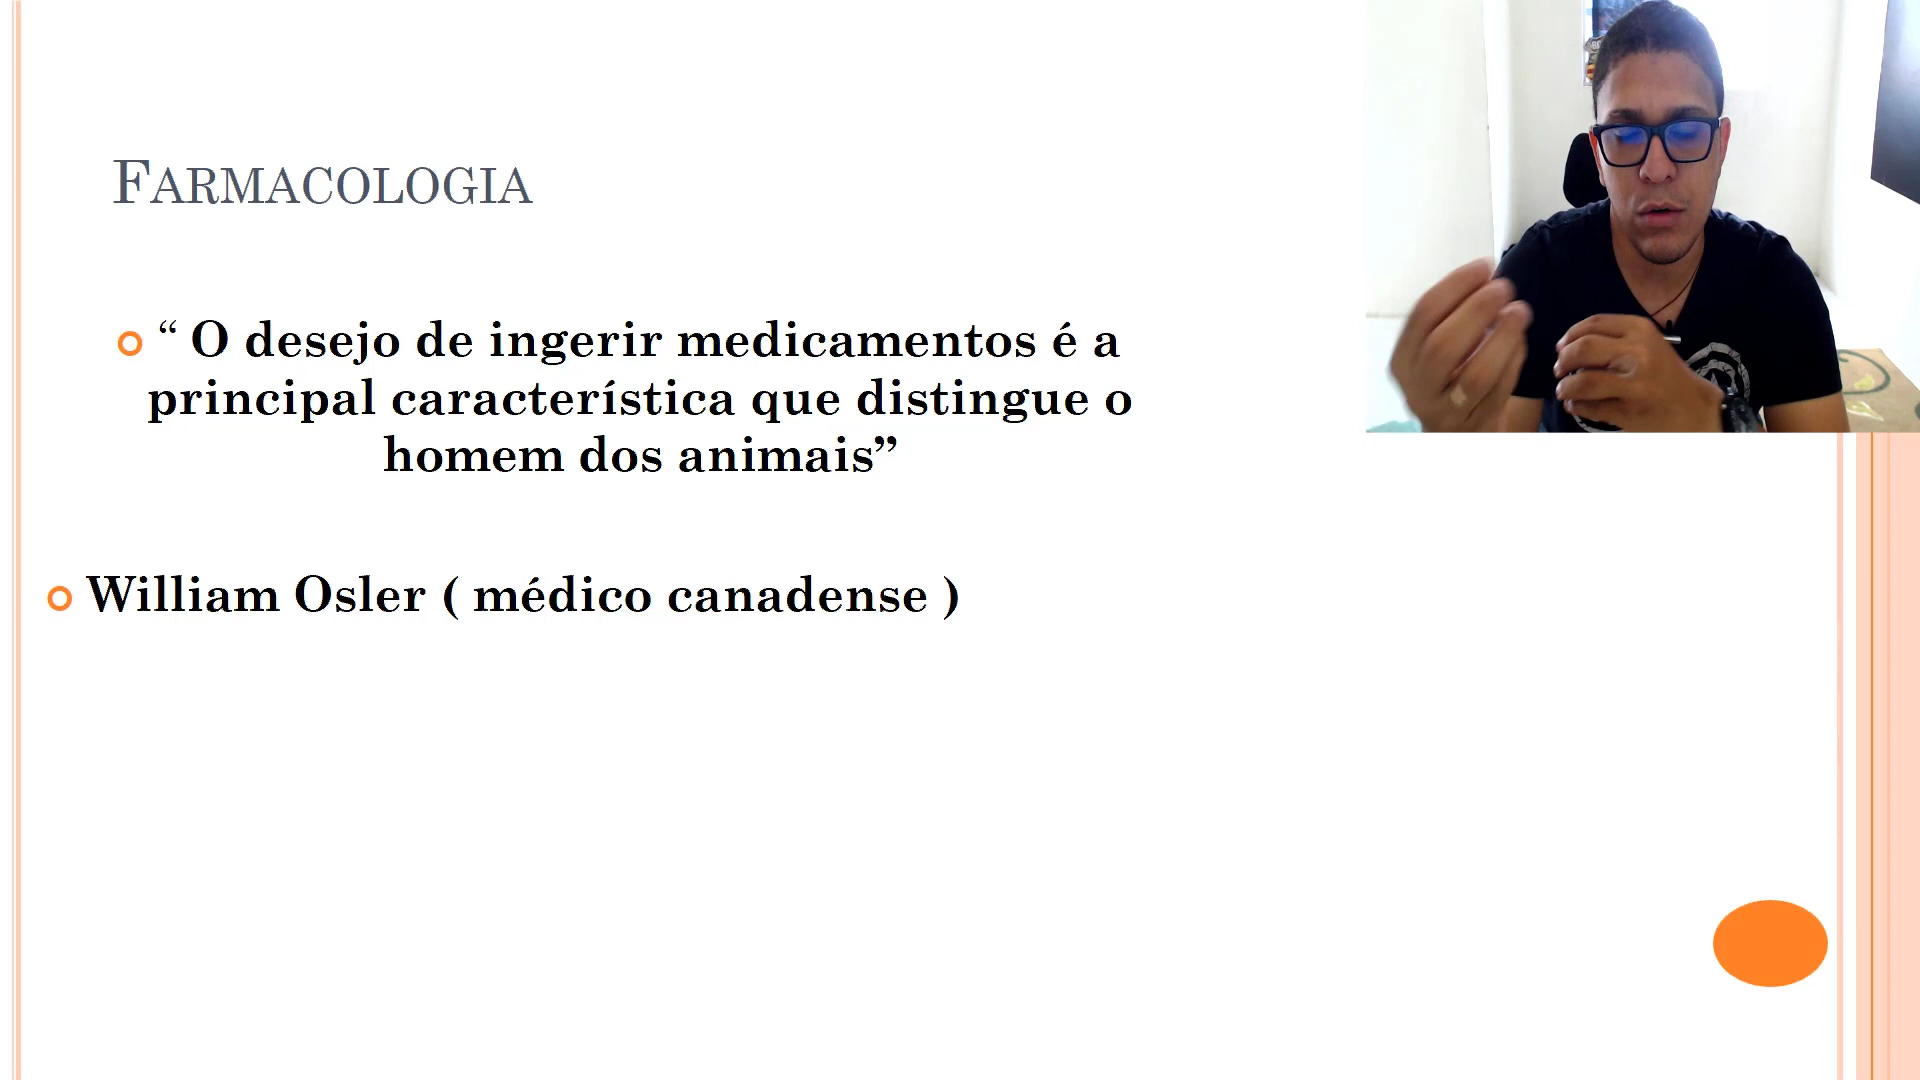 FARMACOLOGIA
“ O desejo de ingerir medicamentos é a
principal característica que distingue o
homem dos animais”
William Osler ( médico canadense )